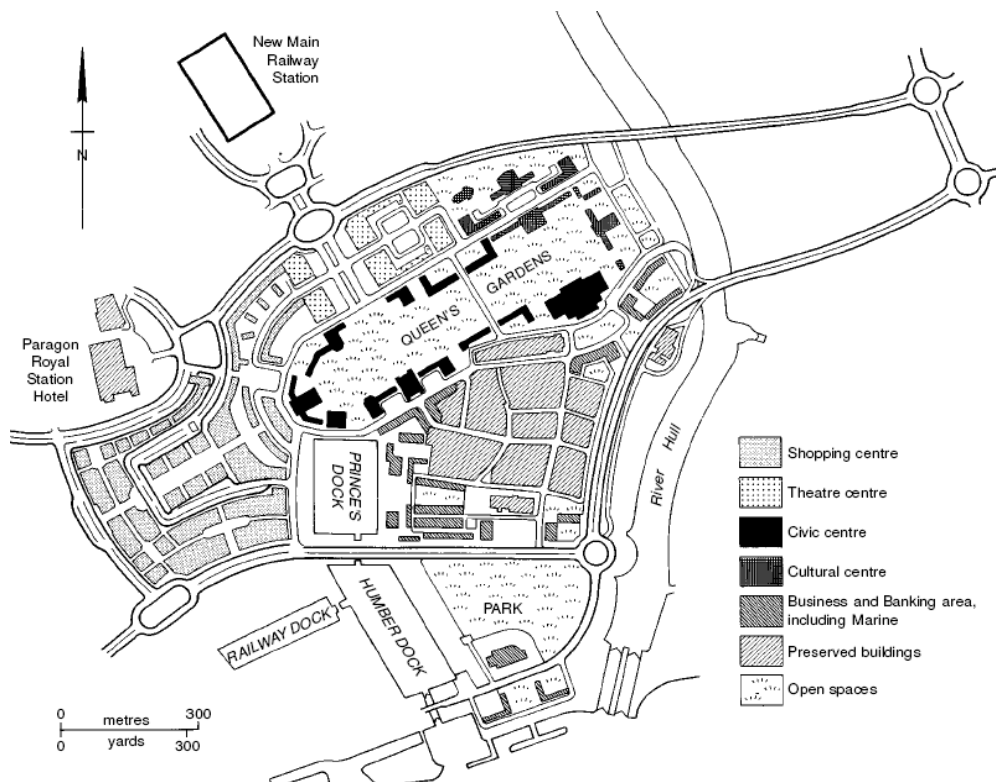 New Main
Railway
Station
N
QUEEN'S
GARDENS
Paragon
Royal
Station
Hotel
PRINCE'S
DOCK
River Hull
RAILWAY DOCK
HUMBER DOCK
PARK
Shopping centre
Theatre centre
Civic centre
Cultural centre
Business and Banking area,
including Marine
Preserved buildings
Open spaces
0 metres 300
0 yards 300